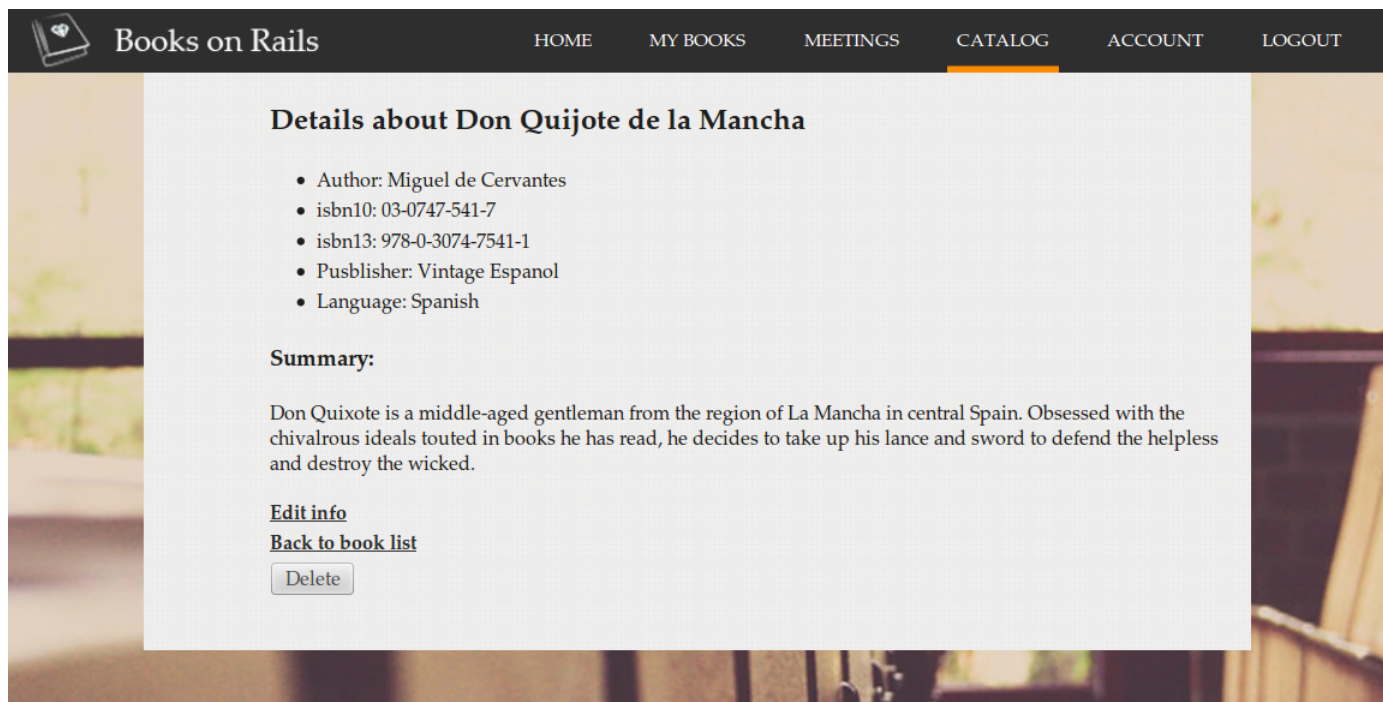 Books on Rails
HOME MY BOOKS MEETINGS CATALOG ACCOUNT LOGOUT
Details about Don Quijote de la Mancha
• Author: Miguel de Cervantes
• isbn10: 03-0747-541-7
• isbn13: 978-0-3074-7541-1
• Pusblisher: Vintage Espanol
• Language: Spanish
Summary:
Don Quixote is a middle-aged gentleman from the region of La Mancha in central Spain. Obsessed with the
chivalrous ideals touted in books he has read, he decides to take up his lance and sword to defend the helpless
and destroy the wicked.
Edit info
Back to book list
Delete